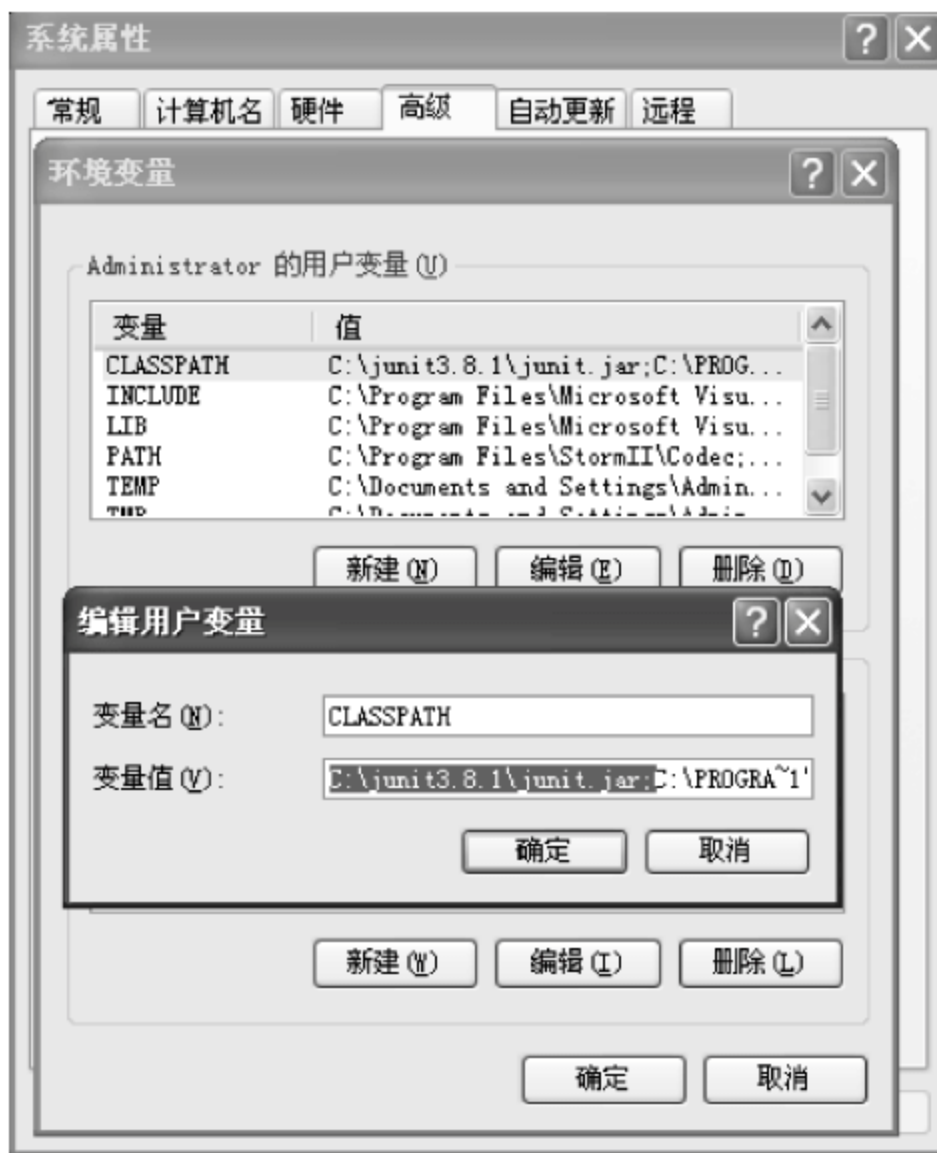 系统属性
常规 计算机名 硬件 高级 自动更新 远程
环境变量
Administrator 的用户变量(U)
变量 值
CLASSPATH C:\junit3.8.1\junit.jar;C:\PROG...
INCLUDE C:\Program Files\Microsoft Visu...
LIB C:\Program Files\Microsoft Visu...
PATH C:\Program Files\StormII\Codec;...
TEMP C:\Documents and Settings\Admin...
TMP C:\Documents and Settings\Admin...
新建(N) 编辑(E) 删除(D)
编辑用户变量
变量名(N): CLASSPATH
变量值(V): C:\junit3.8.1\junit.jar;C:\PROGRA~1
确定 取消
新建(W) 编辑(I) 删除(L)
确定 取消